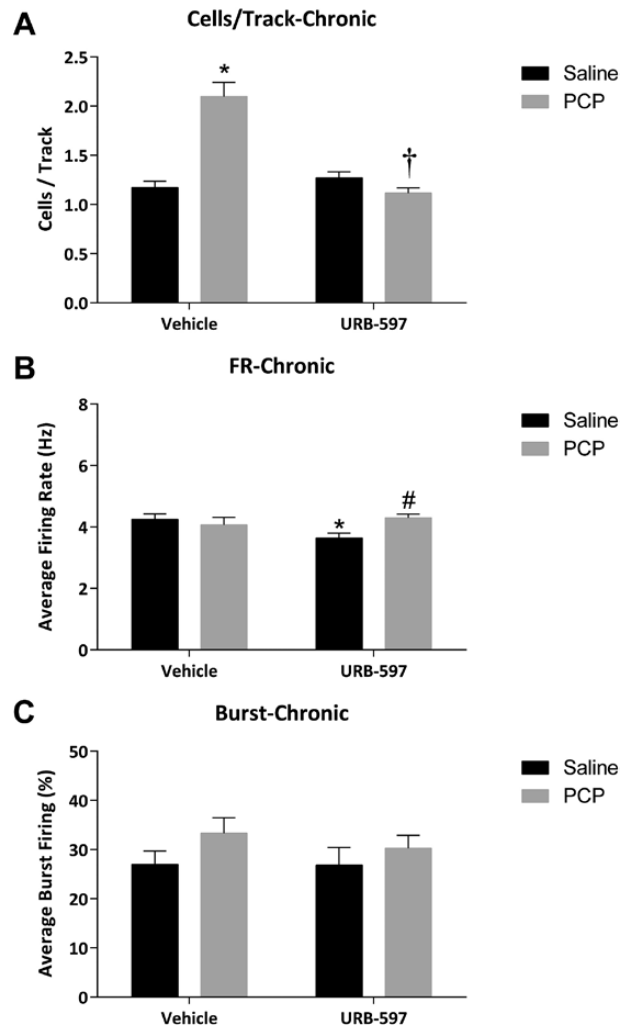 A
Cells/Track-Chronic
2.5
2.0
1.5
1.0
0.5
0.0
Cells / Track
*
†
Vehicle
URB-597
Saline
PCP
B
FR-Chronic
8
6
4
2
0
Average Firing Rate (Hz)
*
#
Vehicle
URB-597
Saline
PCP
C
Burst-Chronic
50
40
30
20
10
0
Average Burst Firing (%)
Vehicle
URB-597
Saline
PCP